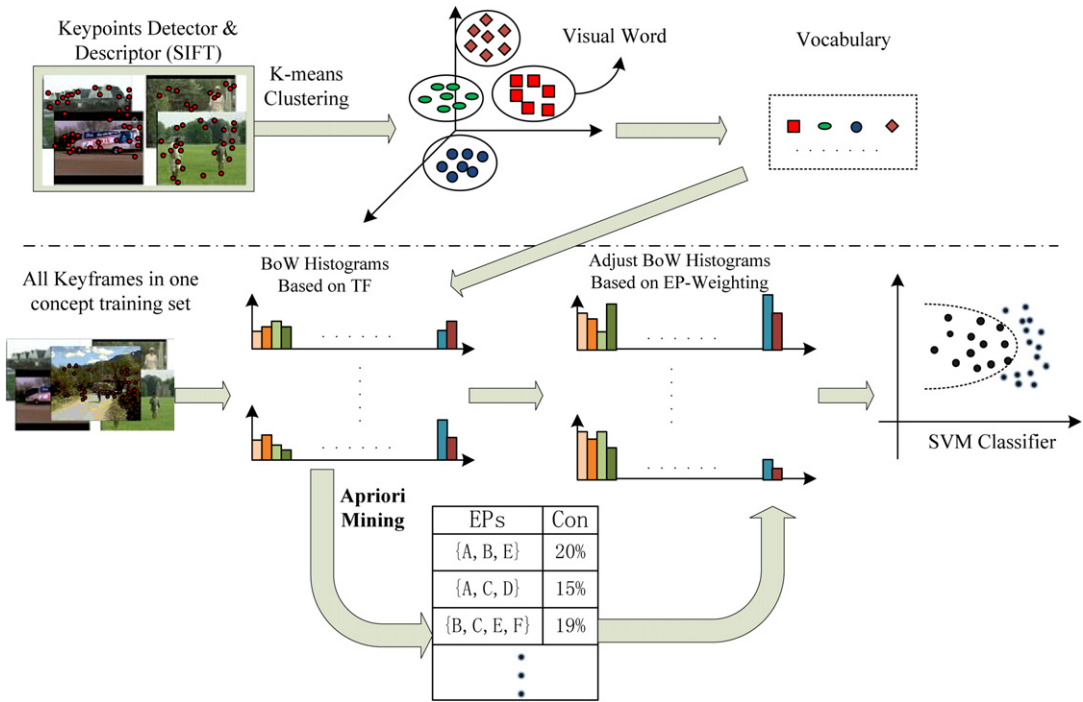 Keypoints Detector &
Descriptor (SIFT)
K-means
Clustering
Visual Word
Vocabulary
All Keyframes in one
concept training set
BoW Histograms
Based on TF
Adjust BoW Histograms
Based on EP-Weighting
SVM Classifier
Apriori
Mining
EPs Con
{A, B, E} 20%
{A, C, D} 15%
{B, C, E, F} 19%